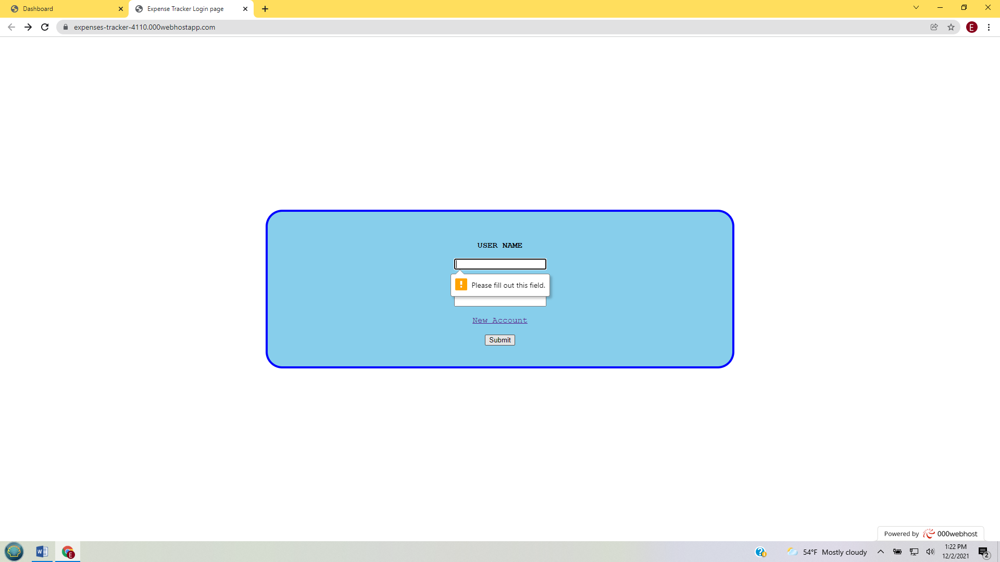 Dashboard
Expense Tracker Login page
expenses-tracker-4110.000webhostapp.com
E
USER NAME
Please fill out this field.
New Account
Submit
Powered by 000webhost
W
E
54°F Mostly cloudy
1:22 PM
12/2/2021
2